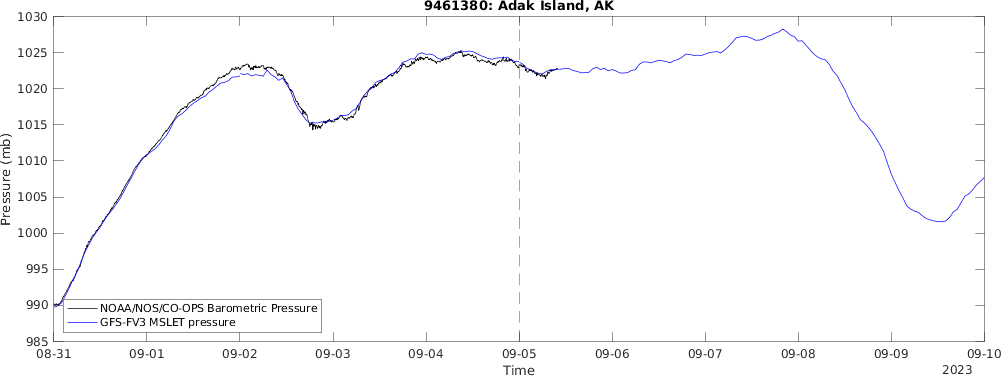 9461380: Adak Island, AK
Pressure (mb)
1030
1025
1020
1015
1010
1005
1000
995
990
985
NOAA/NOS/CO-OPS Barometric Pressure
GFS-FV3 MSLET pressure
08-31 09-01 09-02 09-03 09-04 09-05 09-06 09-07 09-08 09-09 09-10
Time
2023